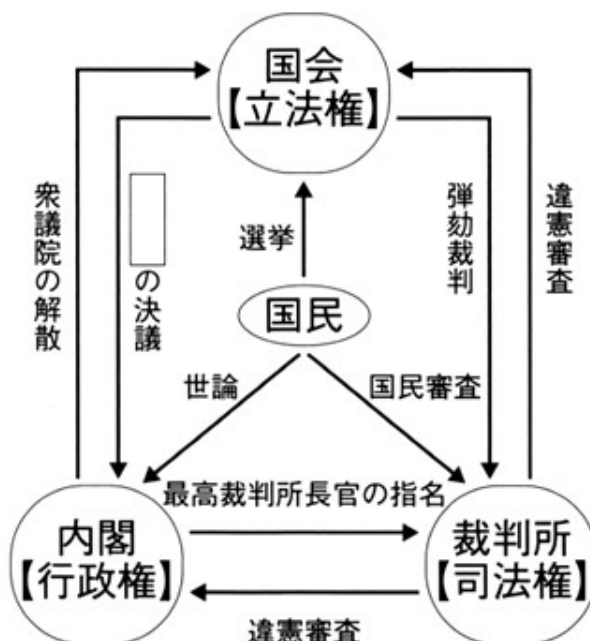 国会
【立法権】
衆議院の解散
の決議
選挙
弾劾裁判
違憲審査
国民
世論
国民審査
最高裁判所長官の指名
内閣
【行政権】
裁判所
【司法権】
違憲審査